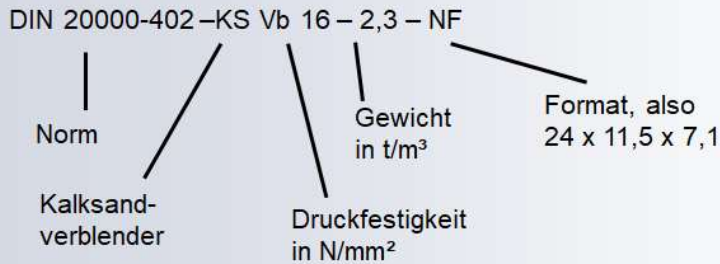 DIN 20000-402 –KS Vb 16 – 2,3 – NF
Norm
Gewicht
in t/m³
Format, also
24 x 11,5 x 7,1
Kalksand-
verblender
Druckfestigkeit
in N/mm²